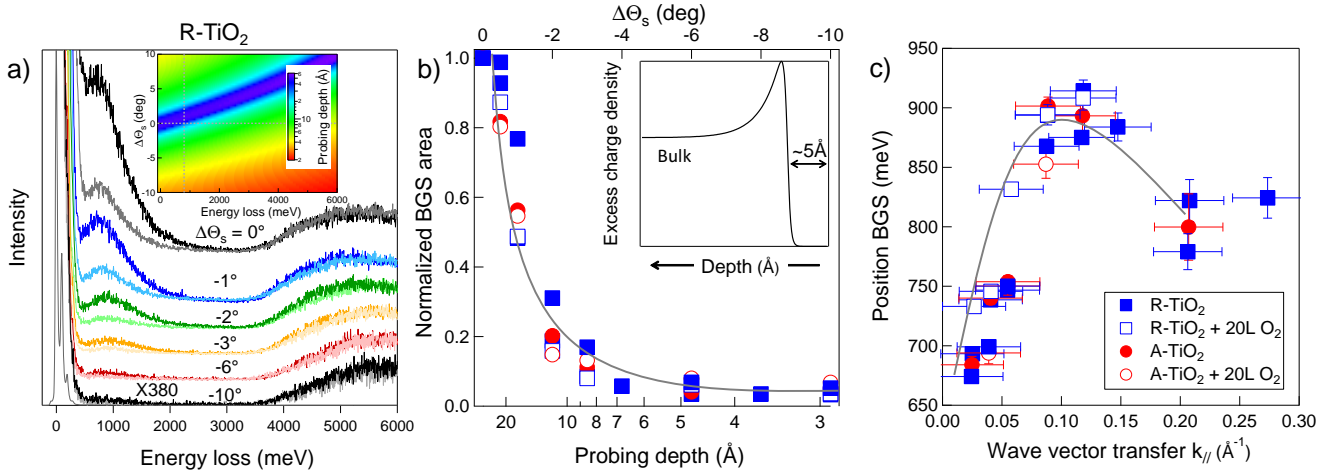 R-TiO2
a)
Intensity
10
5
0
-5
-10
ΔΘs (deg)
0
2000
4000
6000
Energy loss (meV)
Probing depth (Å)
ΔΘs = 0°
-1°
-2°
-3°
-6°
X380
-10°
0
1000
2000
3000
4000
5000
6000
Energy loss (meV)
b)
ΔΘs (deg)
0
-2
-4
-6
-8
-10
Normalized BGS area
1.0
0.8
0.6
0.4
0.2
0.0
Excess charge density
Bulk
~5Å
Depth (Å)
20
10
9
8
7
6
5
4
3
Probing depth (Å)
c)
Position BGS (meV)
950
900
850
800
750
700
650
R-TiO2
R-TiO2 + 20L O2
A-TiO2
A-TiO2 + 20L O2
0.00
0.05
0.10
0.15
0.20
0.25
0.30
Wave vector transfer k// (Å-1)